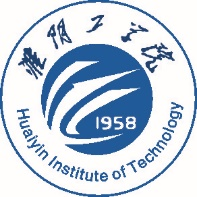 淮阴工学院
1958
Huaiyin Institute of Technology